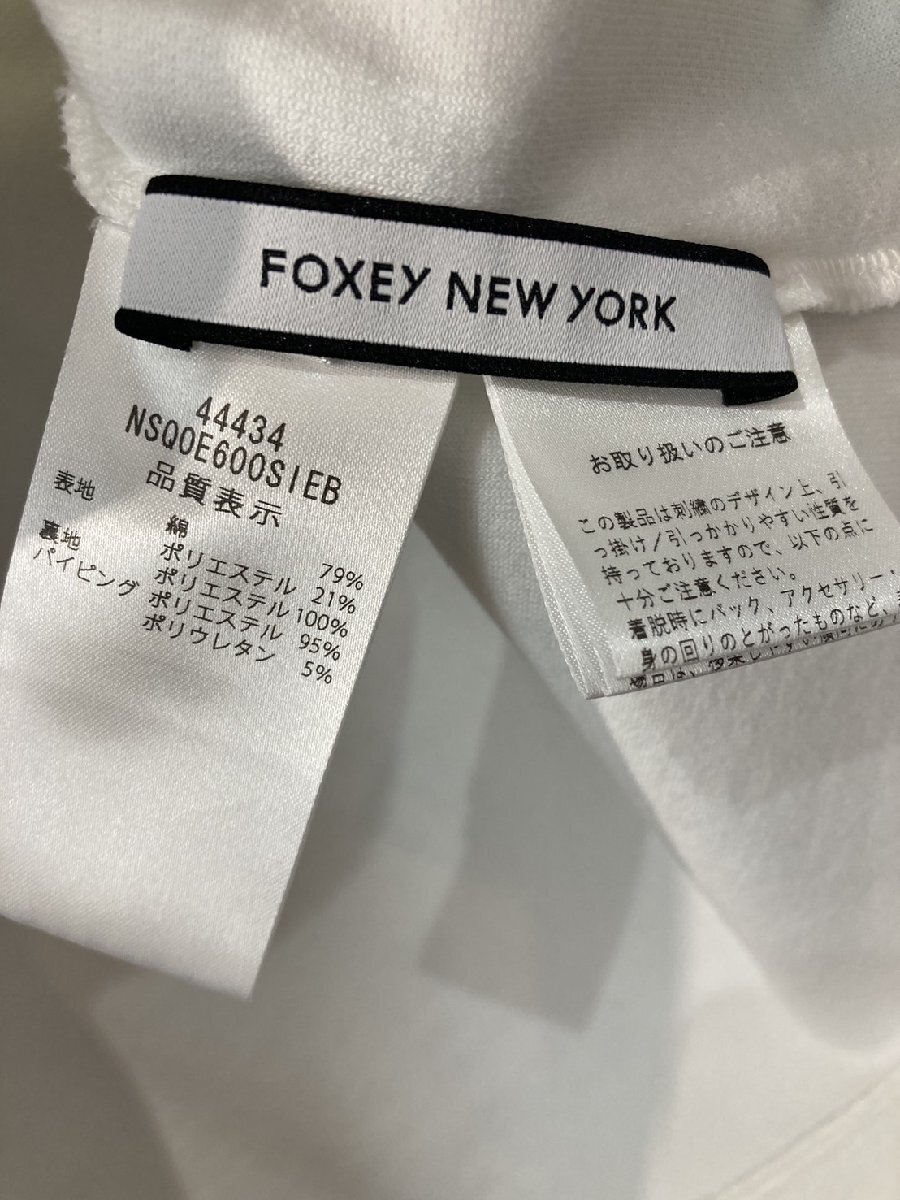 FOXEY NEW YORK
44434
NSQ0E600SIEB
品質表示
表地 綿 79%
ポリエステル 21%
裏地 ポリエステル 100%
パイピング ポリエステル 95%
ポリウレタン 5%
お取り扱いのご注意
この製品は刺繍のデザイン上、引
っ掛け/引っかかりやすい性質を
持っておりますので、以下の点に
十分ご注意ください。
着脱時にバック、アクセサリー・
身の回りのとがったものなど、